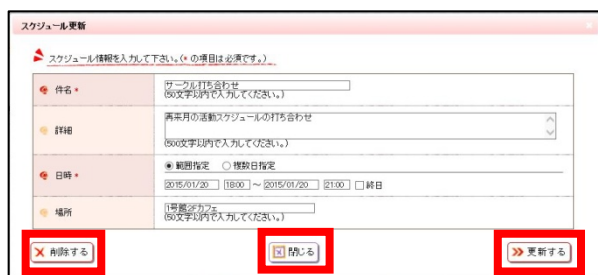 スケジュール更新
スケジュール情報を入力して下さい。(* の項目は必須です。)
件名 *
サークル打ち合わせ
(50文字以内で入力してください。)
詳細
再来月の活動スケジュールの打ち合わせ
(500文字以内で入力してください。)
日時 *
範囲指定 複数日指定
2015/01/20 18:00 ～ 2015/01/20 21:00 終日
場所
1号館2Fカフェ
(50文字以内で入力してください。)
削除する 閉じる 更新する